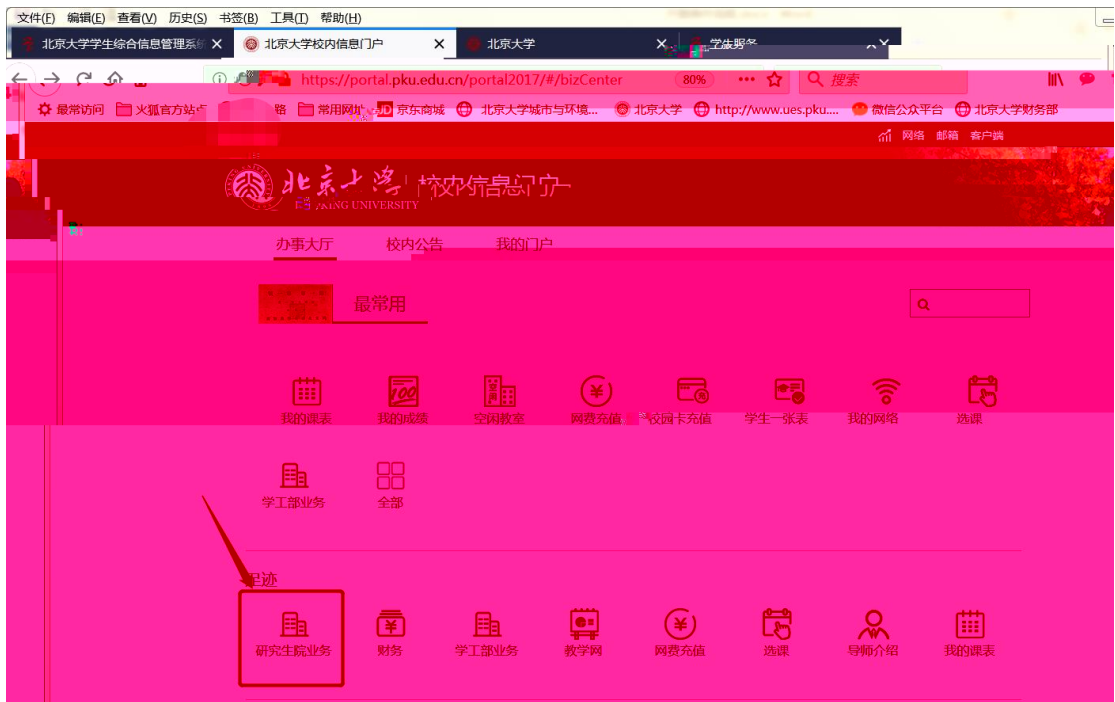 文件(F) 编辑(E) 查看(V) 历史(S) 书签(B) 工具(T) 帮助(H)
北京大学学生综合信息管理系统 北京大学校内信息门户 北京大学
https://portal.pku.edu.cn/portal2017/#/bizCenter 80% 搜索
最常访问 火狐官方站点 常用网址 JD 京东商城 北京大学城市与环境... 北京大学 http://www.ues.pku.... 微信公众平台 北京大学财务部
网络 邮箱 客户端
北京大学 校内信息门户
UNIVERSITY
办事大厅 校内公告 我的门户
最常用
我的课表 我的成绩 空闲教室 网费充值 校园卡充值 学生一张表 我的网络 选课
学工部业务 全部
足迹
研究生院业务 财务 学工部业务 教学网 网费充值 选课 导师介绍 我的课表